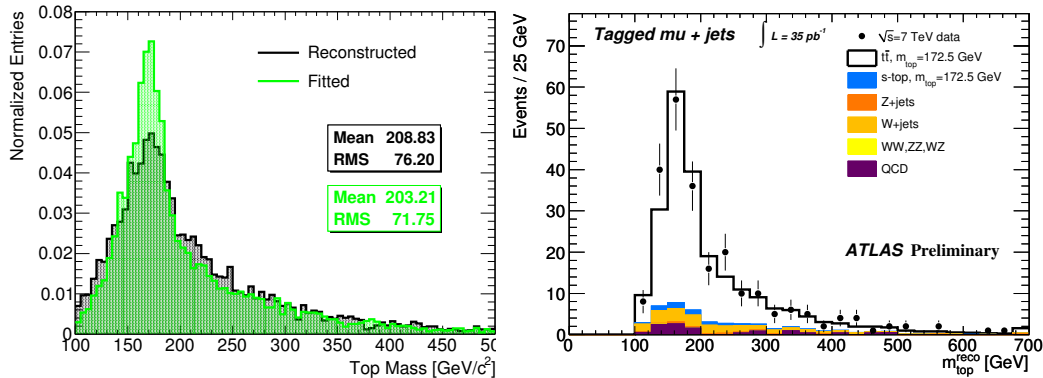 Normalized Entries
0.08
0.07
0.06
0.05
0.04
0.03
0.02
0.01
0
100 150 200 250 300 350 400 450 500
Top Mass [GeV/c²]
Reconstructed
Fitted
Mean 208.83
RMS 76.20
Mean 203.21
RMS 71.75
Events / 25 GeV
70
60
50
40
30
20
10
0
0 100 200 300 400 500 600 700
m_top^reco [GeV]
Tagged mu + jets
∫ L = 35 pb⁻¹
√s=7 TeV data
tt̄, m_top=172.5 GeV
s-top, m_top=172.5 GeV
Z+jets
W+jets
WW,ZZ,WZ
QCD
ATLAS Preliminary